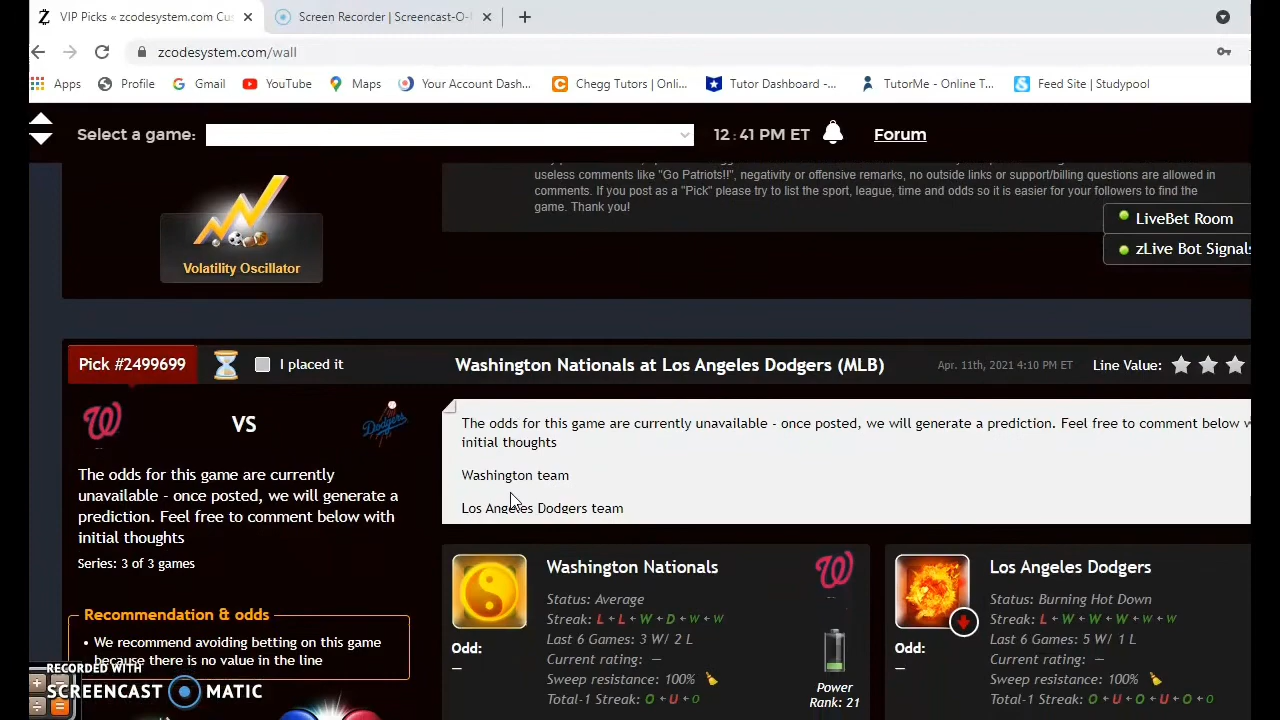 VIP Picks « zcodesystem.com Cus
Screen Recorder | Screencast-O-
zcodesystem.com/wall
Apps
Profile
Gmail
YouTube
Maps
Your Account Dash...
Chegg Tutors | Onli...
Tutor Dashboard -...
TutorMe - Online T...
Feed Site | Studypool
Select a game:
12:41 PM ET
Forum
useless comments like "Go Patriots!!", negativity or offensive remarks, no outside links or support/billing questions are allowed in
comments. If you post as a "Pick" please try to list the sport, league, time and odds so it is easier for your followers to find the
game. Thank you!
LiveBet Room
zLive Bot Signals
Volatility Oscillator
Pick #2499699
I placed it
Washington Nationals at Los Angeles Dodgers (MLB)
Apr. 11th, 2021 4:10 PM ET
Line Value:
W
VS
Dodgers
The odds for this game are currently
unavailable - once posted, we will generate a
prediction. Feel free to comment below with
initial thoughts
Series: 3 of 3 games
The odds for this game are currently unavailable - once posted, we will generate a prediction. Feel free to comment below w
initial thoughts
Washington team
Los Angeles Dodgers team
Recommendation & odds
• We recommend avoiding betting on this game
because there is no value in the line
Washington Nationals
Status: Average
Streak: L L W D W W
Last 6 Games: 3 W/ 2 L
Current rating: —
Sweep resistance: 100%
Total-1 Streak: O U O U O O
Odd:
—
W
--
Power
Rank: 21
Los Angeles Dodgers
Status: Burning Hot Down
Streak: L W W W W W
Last 6 Games: 5 W/ 1 L
Current rating: —
Sweep resistance: 100%
Total-1 Streak: O U O U O O
Odd:
—
RECORDED WITH
SCREENCAST MATIC